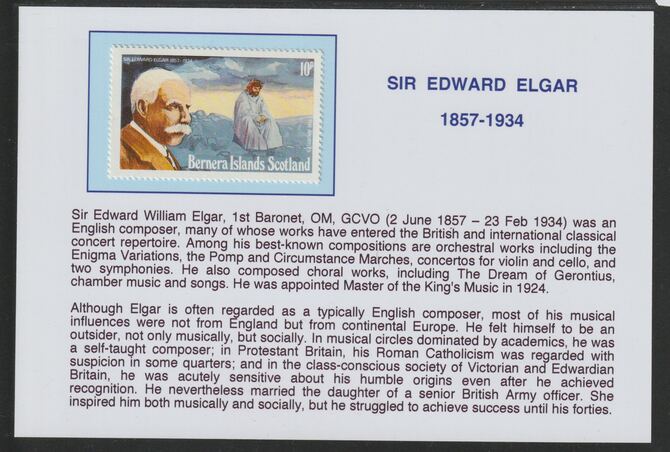 SIR EDWARD ELGAR 1857-1934
10p
Bernera Islands Scotland
SIR EDWARD ELGAR
1857-1934
Sir Edward William Elgar, 1st Baronet, OM, GCVO (2 June 1857 – 23 Feb 1934) was an
English composer, many of whose works have entered the British and international classical
concert repertoire. Among his best-known compositions are orchestral works including the
Enigma Variations, the Pomp and Circumstance Marches, concertos for violin and cello, and
two symphonies. He also composed choral works, including The Dream of Gerontius,
chamber music and songs. He was appointed Master of the King's Music in 1924.
Although Elgar is often regarded as a typically English composer, most of his musical
influences were not from England but from continental Europe. He felt himself to be an
outsider, not only musically, but socially. In musical circles dominated by academics, he was
a self-taught composer; in Protestant Britain, his Roman Catholicism was regarded with
suspicion in some quarters; and in the class-conscious society of Victorian and Edwardian
Britain, he was acutely sensitive about his humble origins even after he achieved
recognition. He nevertheless married the daughter of a senior British Army officer. She
inspired him both musically and socially, but he struggled to achieve success until his forties.